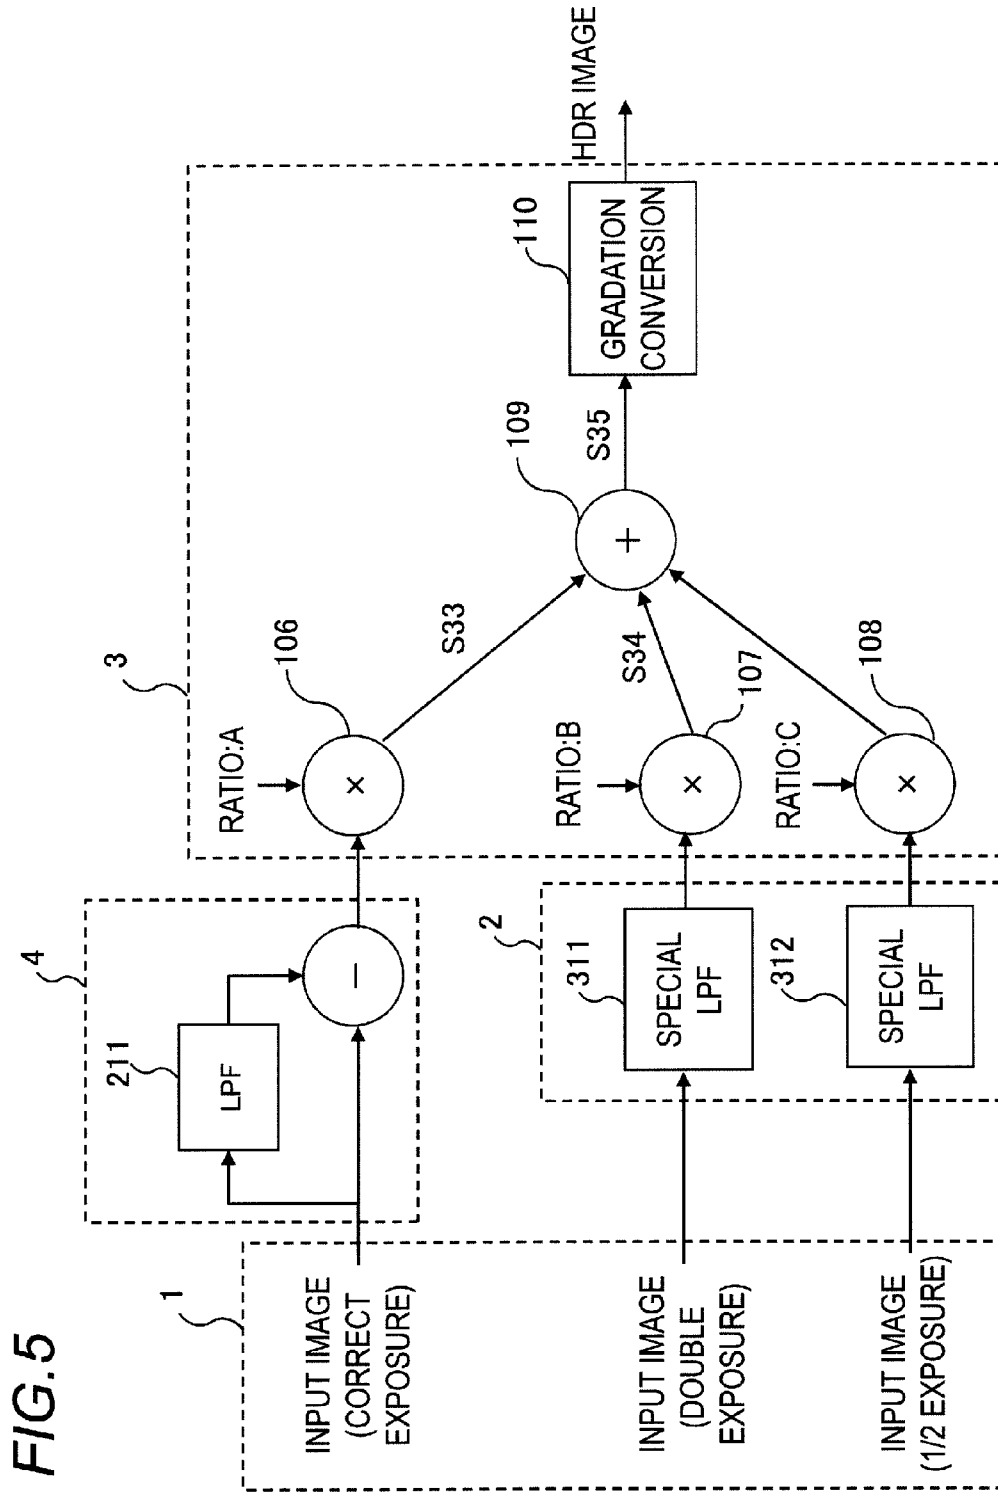 FIG.5
1
INPUT IMAGE
(CORRECT
EXPOSURE)
INPUT IMAGE
(DOUBLE
EXPOSURE)
INPUT IMAGE
(1/2 EXPOSURE)
4
211
LPF
−
2
311
SPECIAL
LPF
312
SPECIAL
LPF
3
RATIO:A
106
×
S33
RATIO:B
107
×
S34
RATIO:C
108
×
109
+
S35
110
GRADATION
CONVERSION
HDR IMAGE